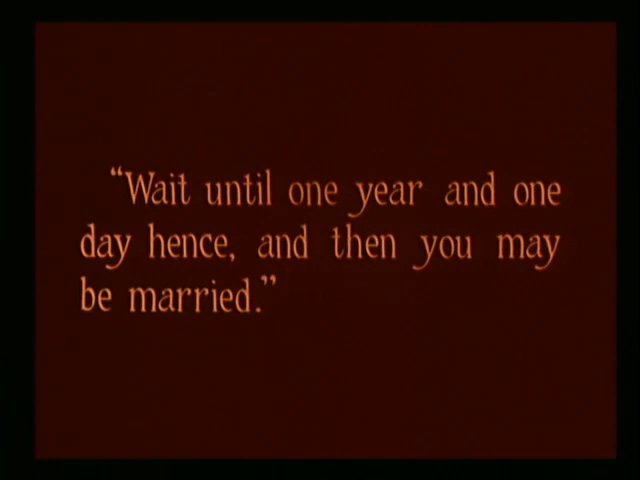 “Wait until one year and one
day hence, and then you may
be married.”